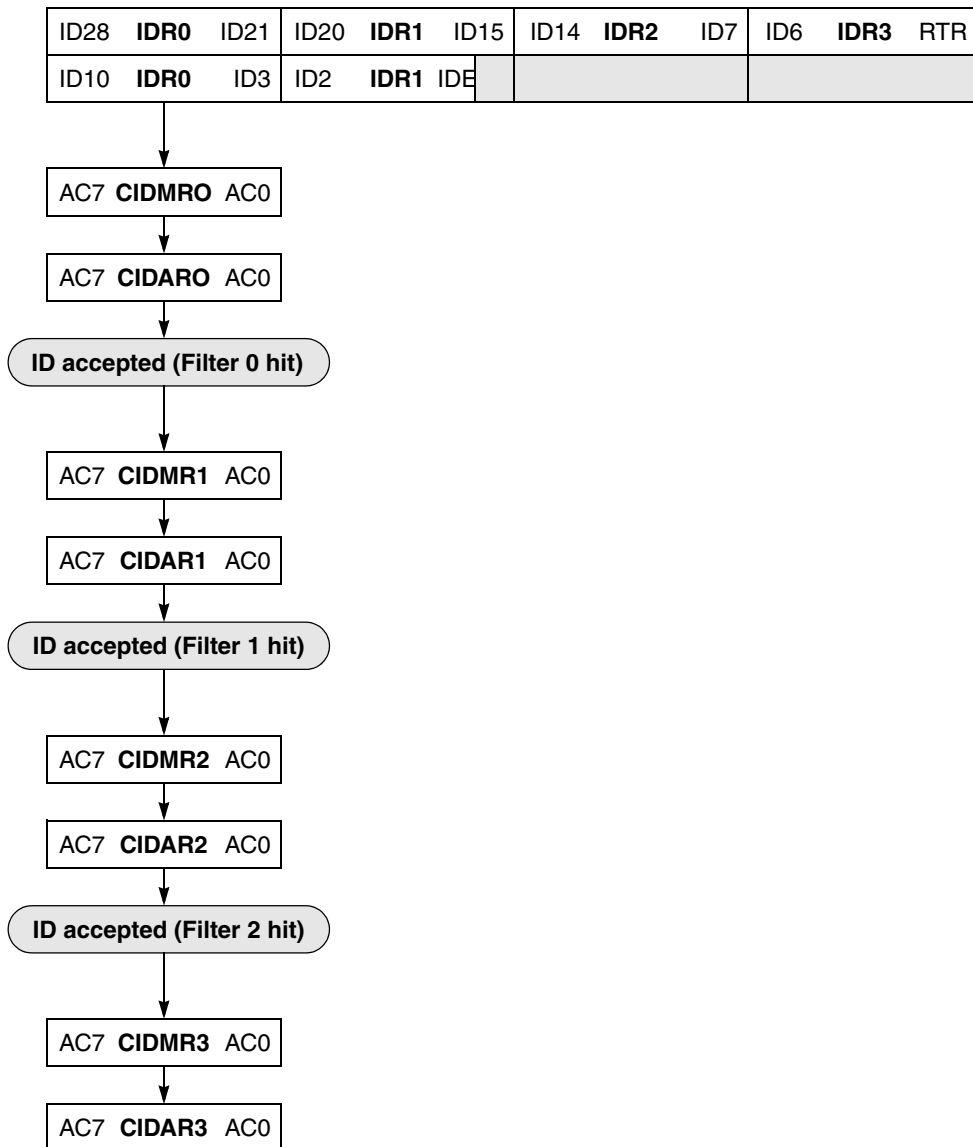 ID28 IDR0 ID21 ID20 IDR1 ID15 ID14 IDR2 ID7 ID6 IDR3 RTR
ID10 IDR0 ID3 ID2 IDR1 IDE
AC7 CIDMRO AC0
AC7 CIDARO AC0
ID accepted (Filter 0 hit)
AC7 CIDMR1 AC0
AC7 CIDAR1 AC0
ID accepted (Filter 1 hit)
AC7 CIDMR2 AC0
AC7 CIDAR2 AC0
ID accepted (Filter 2 hit)
AC7 CIDMR3 AC0
AC7 CIDAR3 AC0